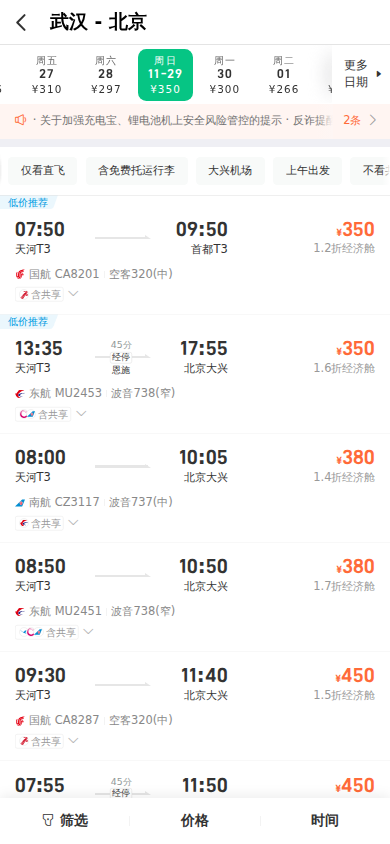 武汉 - 北京
周五 周六 周日 周一 周二 更多
27 28 11-29 30 01 日期
¥310 ¥297 ¥350 ¥300 ¥266
· 关于加强充电宝、锂电池机上安全风险管控的提示 · 反诈提 2条
仅看直飞 含免费托运行李 大兴机场 上午出发 不看
低价推荐
07:50 09:50 ¥350
天河T3 首都T3 1.2折经济舱
国航 CA8201 空客320(中)
含共享
低价推荐
13:35 45分 17:55 ¥350
经停
天河T3 恩施 北京大兴 1.6折经济舱
东航 MU2453 波音738(窄)
含共享
08:00 10:05 ¥380
天河T3 北京大兴 1.4折经济舱
南航 CZ3117 波音737(中)
含共享
08:50 10:50 ¥380
天河T3 北京大兴 1.7折经济舱
东航 MU2451 波音738(窄)
含共享
09:30 11:40 ¥450
天河T3 北京大兴 1.5折经济舱
国航 CA8287 空客320(中)
含共享
07:55 45分 11:50 ¥450
经停
筛选 价格 时间